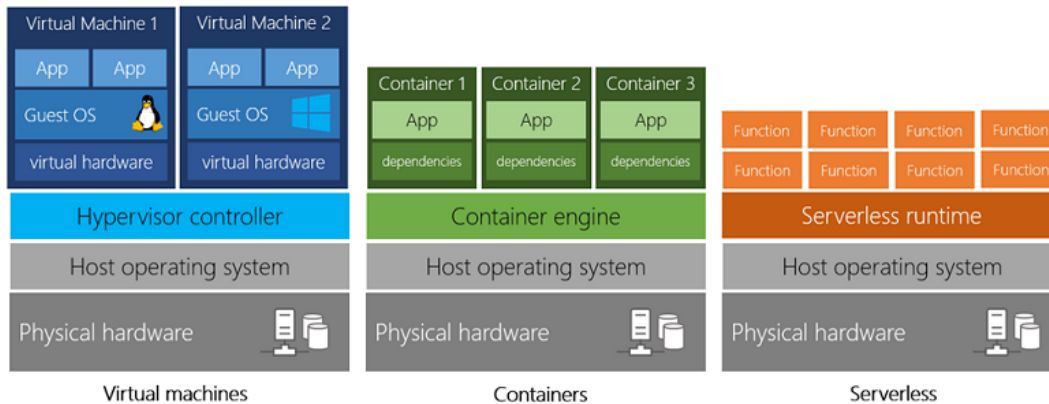 Virtual Machine 1
App App
Guest OS
virtual hardware
Virtual Machine 2
App App
Guest OS
virtual hardware
Hypervisor controller
Host operating system
Physical hardware
Virtual machines
Container 1
App
dependencies
Container 2
App
dependencies
Container 3
App
dependencies
Container engine
Host operating system
Physical hardware
Containers
Function Function Function Function
Function Function Function Function
Serverless runtime
Host operating system
Physical hardware
Serverless